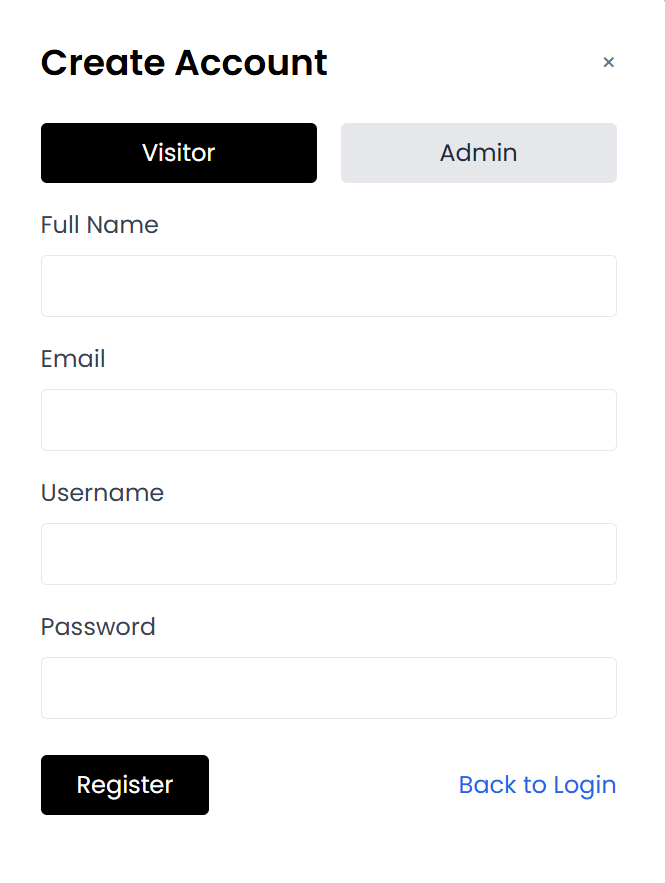 Create Account ×
Visitor Admin
Full Name
Email
Username
Password
Register Back to Login